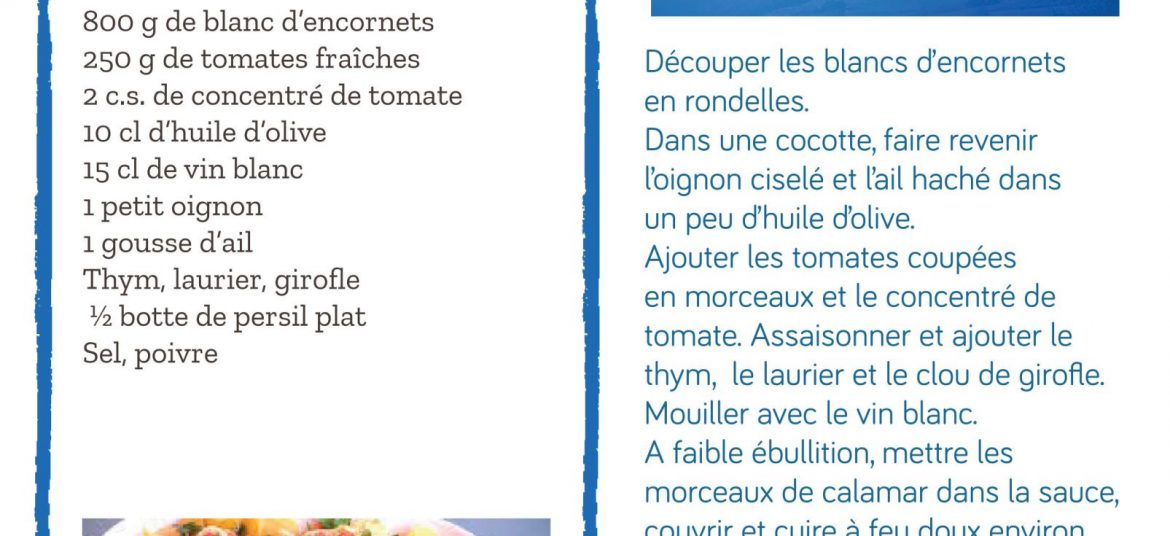 800 g de blanc d’encornets
250 g de tomates fraîches
2 c.s. de concentré de tomate
10 cl d’huile d’olive
15 cl de vin blanc
1 petit oignon
1 gousse d’ail
Thym, laurier, girofle
½ botte de persil plat
Sel, poivre
Découper les blancs d’encornets
en rondelles.
Dans une cocotte, faire revenir
l’oignon ciselé et l’ail haché dans
un peu d’huile d’olive.
Ajouter les tomates coupées
en morceaux et le concentré de
tomate. Assaisonner et ajouter le
thym, le laurier et le clou de girofle.
Mouiller avec le vin blanc.
A faible ébullition, mettre les
morceaux de calamar dans la sauce,
couvrir et cuire à feu doux environ